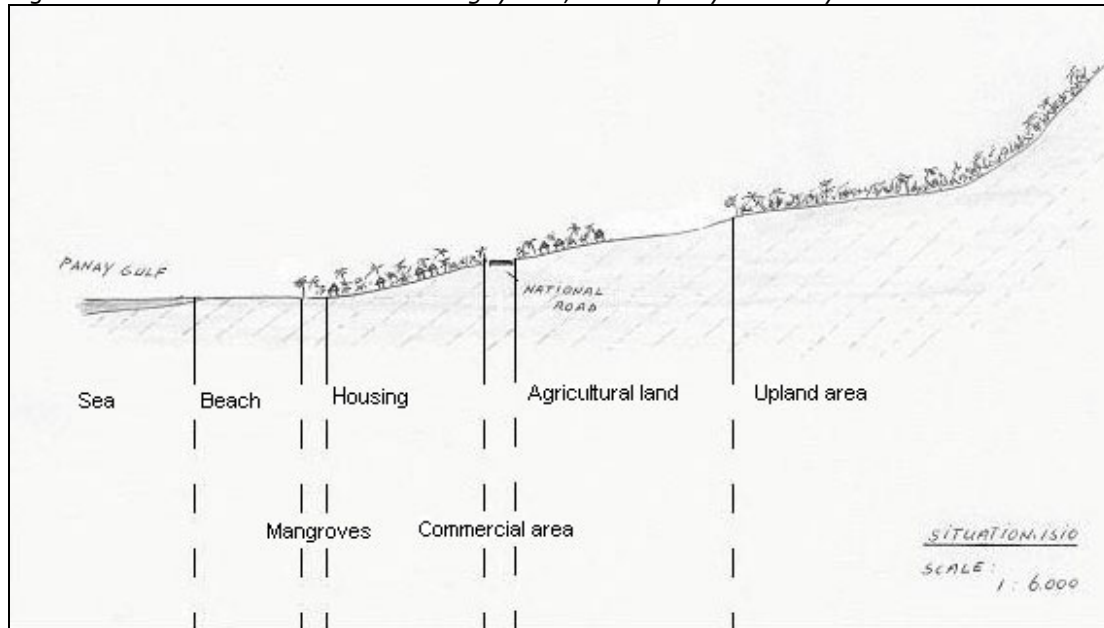 PANAY GULF
NATIONAL
ROAD
Sea
Beach
Housing
Agricultural land
Upland area
Mangroves
Commercial area
SITUATION: ISIO
SCALE:
1: 6.000